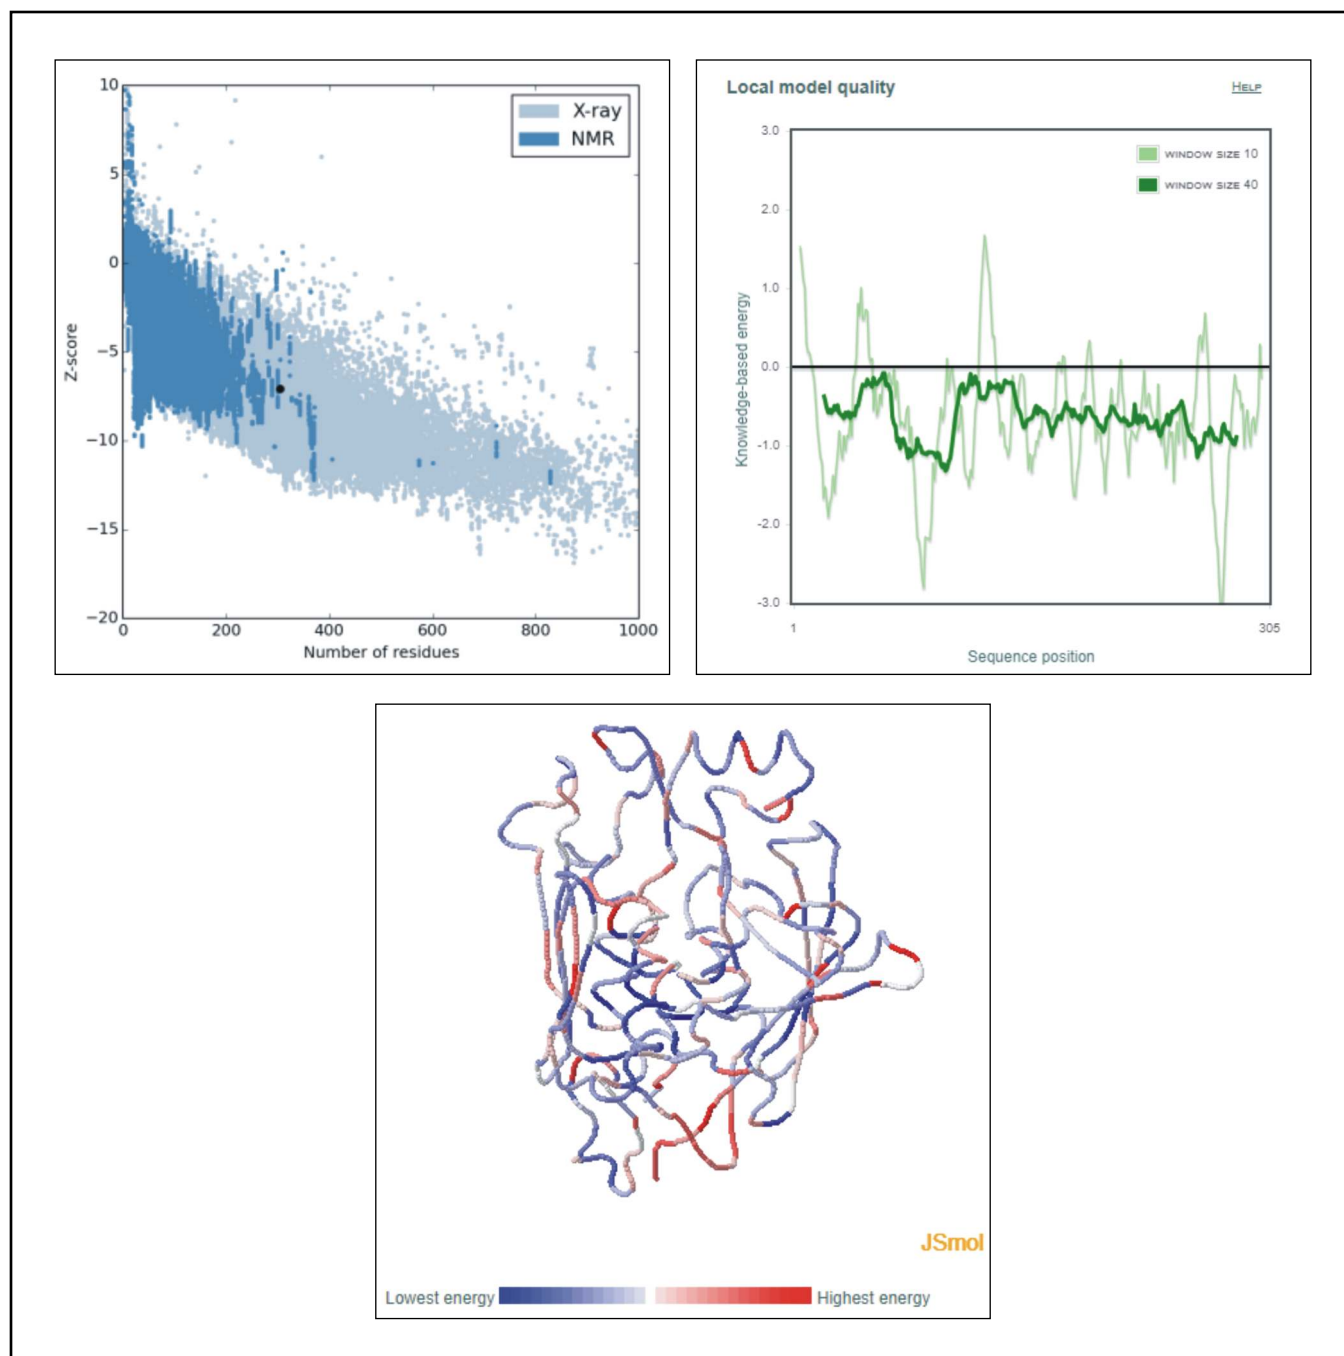 10
5
0
−5
−10
−15
−20
Z-score
0
200
400
600
800
1000
Number of residues
X-ray
NMR
Local model quality
HELP
3.0
2.0
1.0
0.0
-1.0
-2.0
-3.0
Knowledge-based energy
WINDOW SIZE 10
WINDOW SIZE 40
1
305
Sequence position
JSmol
Lowest energy
Highest energy